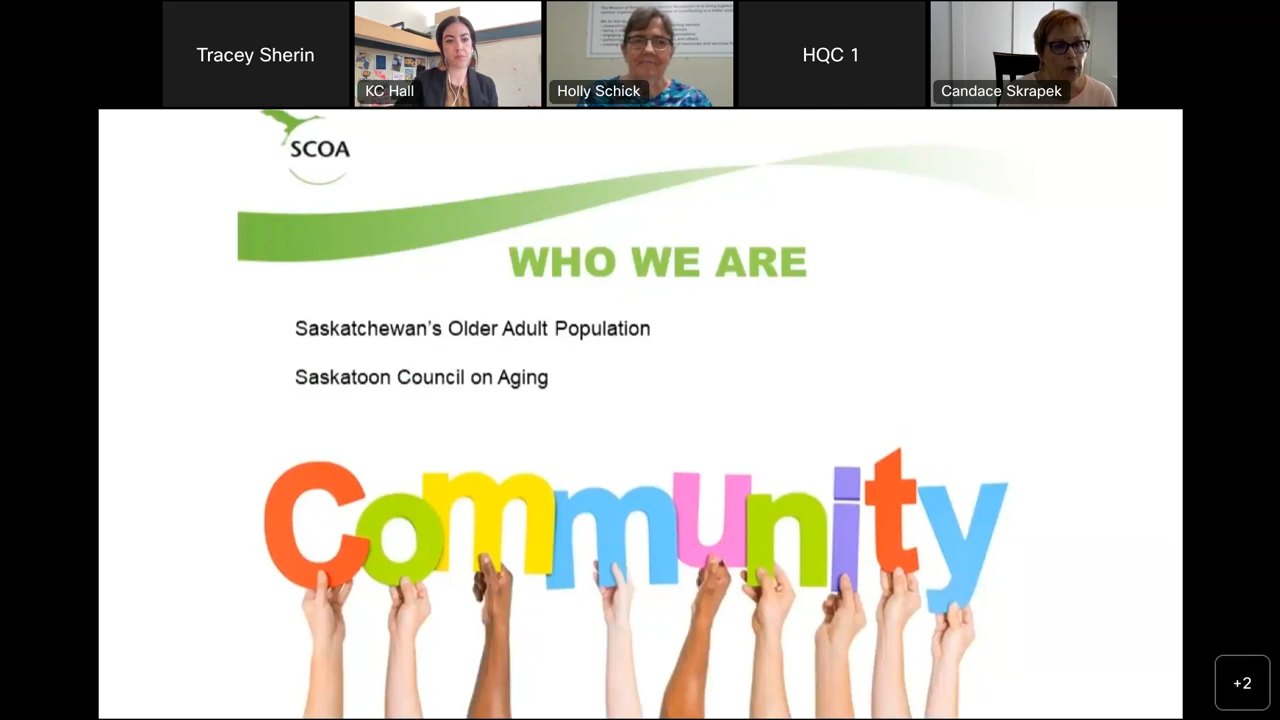 Tracey Sherin
KC Hall
Holly Schick
HQC 1
Candace Skrapek
SCOA
WHO WE ARE
Saskatchewan’s Older Adult Population
Saskatoon Council on Aging
Community
+2